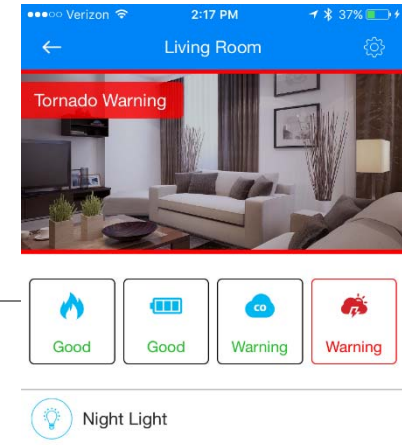 Verizon 2:17 PM 37%
Living Room
Tornado Warning
CO
Good Good Warning Warning
Night Light